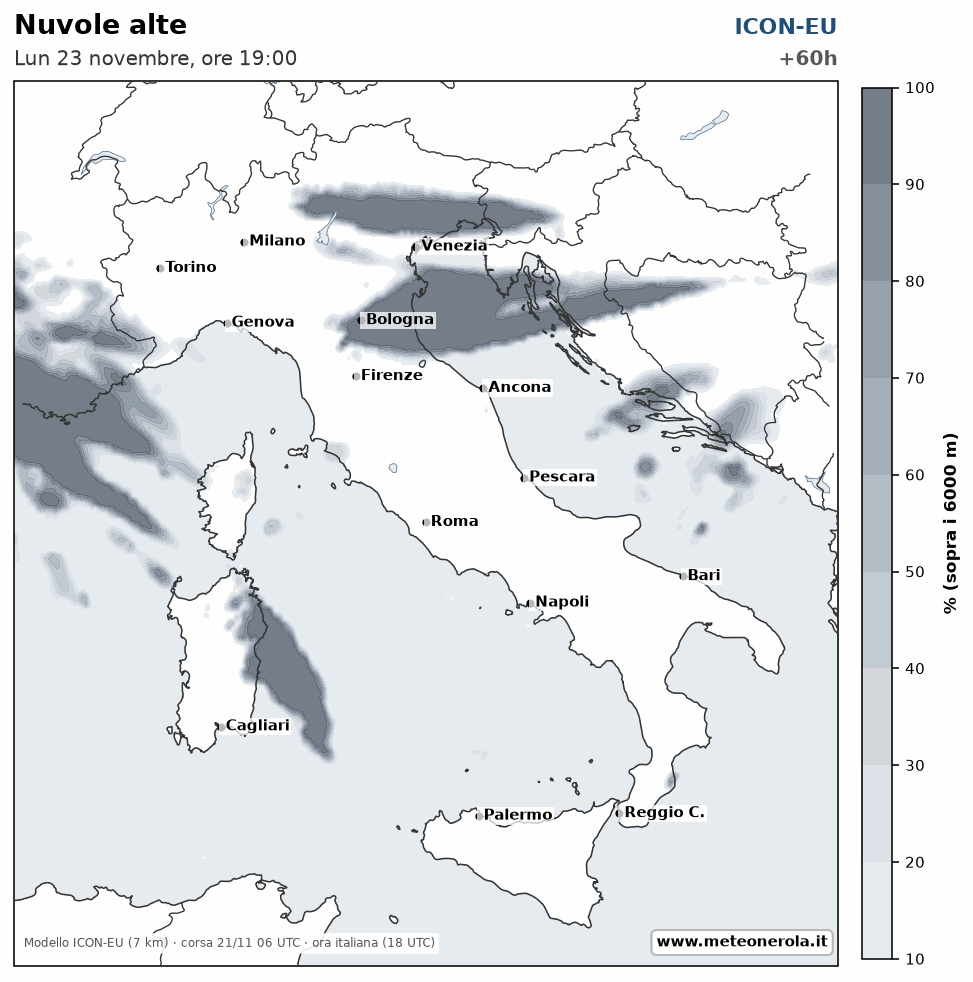 Nuvole alte
ICON-EU
Lun 23 novembre, ore 19:00
+60h
Milano
Venezia
Torino
Genova
Bologna
Firenze
Ancona
Pescara
Roma
Bari
Napoli
Cagliari
Palermo
Reggio C.
Modello ICON-EU (7 km) · corsa 21/11 06 UTC · ora italiana (18 UTC)
www.meteonerola.it
100
90
80
70
60
50
40
30
20
10
% (sopra i 6000 m)